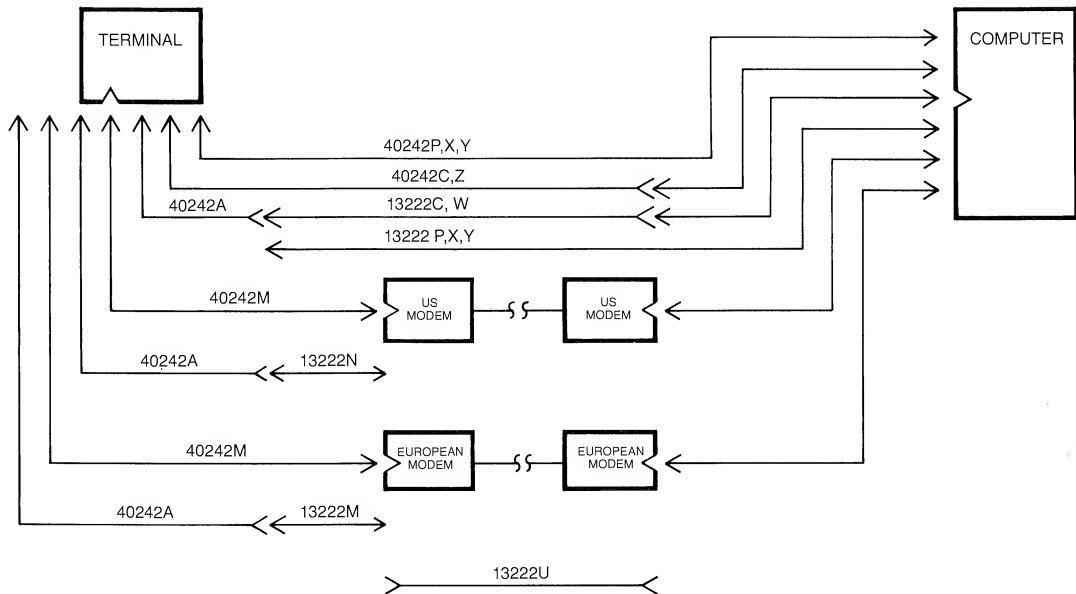 TERMINAL
COMPUTER
40242P,X,Y
40242C,Z
40242A
13222C, W
13222 P,X,Y
40242M
US
MODEM
US
MODEM
40242A
13222N
40242M
EUROPEAN
MODEM
EUROPEAN
MODEM
40242A
13222M
13222U